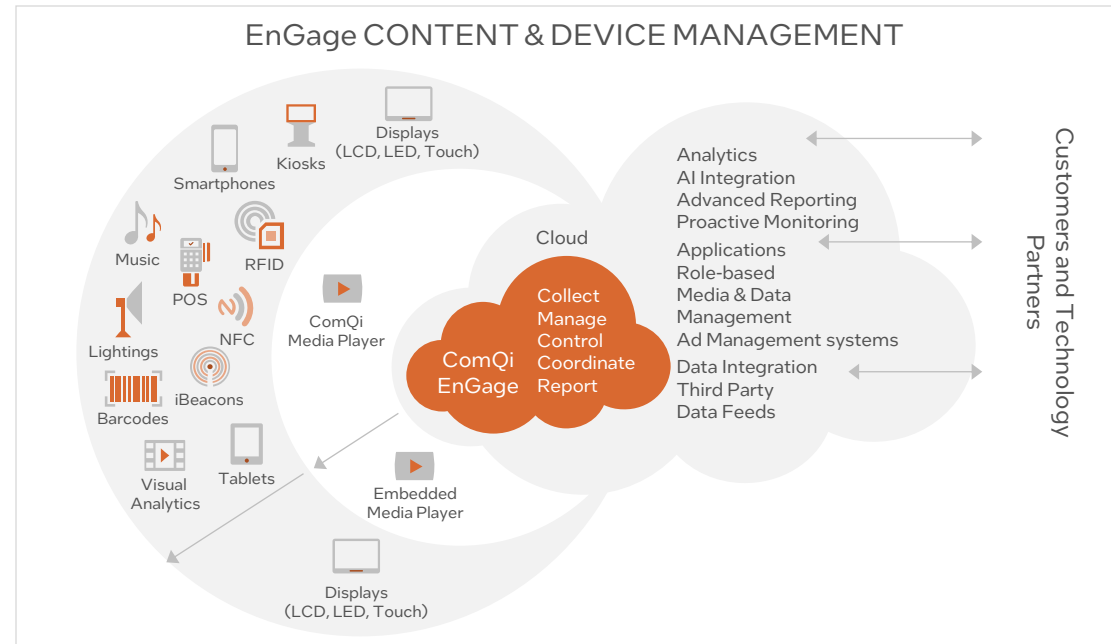 EnGage CONTENT & DEVICE MANAGEMENT
Displays
(LCD, LED, Touch)
Kiosks
Smartphones
Music
RFID
POS
NFC
Lightings
iBeacons
Barcodes
Tablets
Visual
Analytics
ComQi
Media Player
Embedded
Media Player
Displays
(LCD, LED, Touch)
Cloud
ComQi
EnGage
Collect
Manage
Control
Coordinate
Report
Analytics
AI Integration
Advanced Reporting
Proactive Monitoring
Applications
Role-based
Media & Data
Management
Ad Management systems
Data Integration
Third Party
Data Feeds
Customers and Technology
Partners